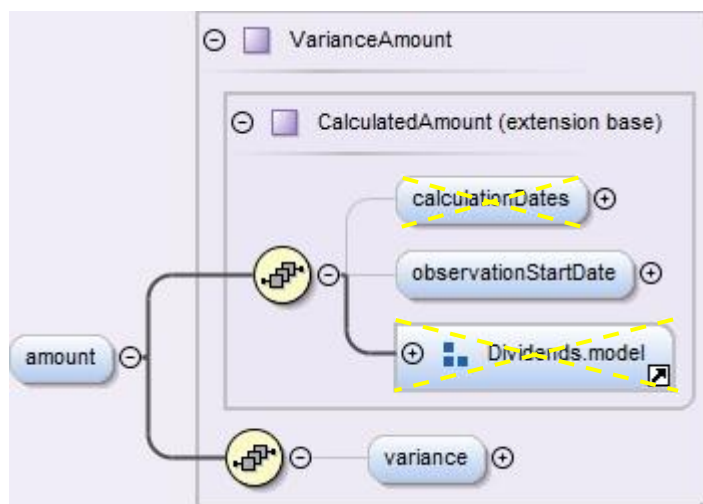 VarianceAmount
CalculatedAmount (extension base)
calculationDates
observationStartDate
Dividends.model
amount
variance